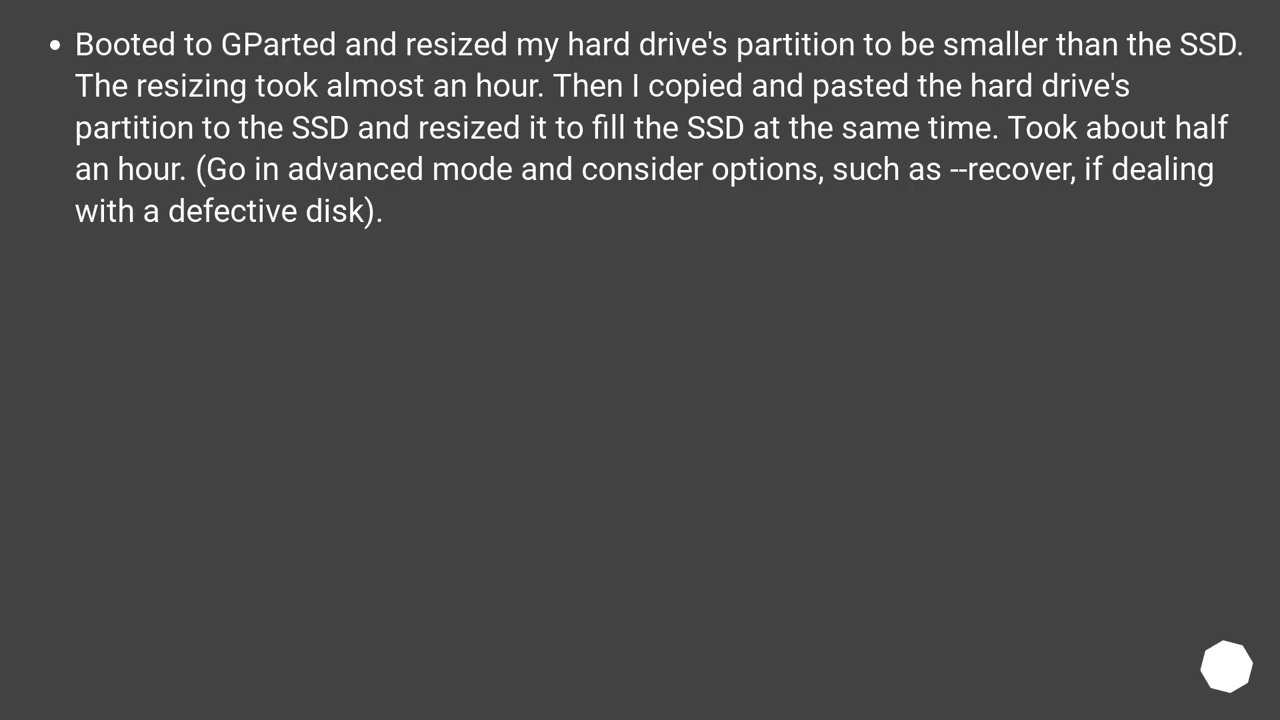 • Booted to GParted and resized my hard drive's partition to be smaller than the SSD.
The resizing took almost an hour. Then I copied and pasted the hard drive's
partition to the SSD and resized it to fill the SSD at the same time. Took about half
an hour. (Go in advanced mode and consider options, such as --recover, if dealing
with a defective disk).